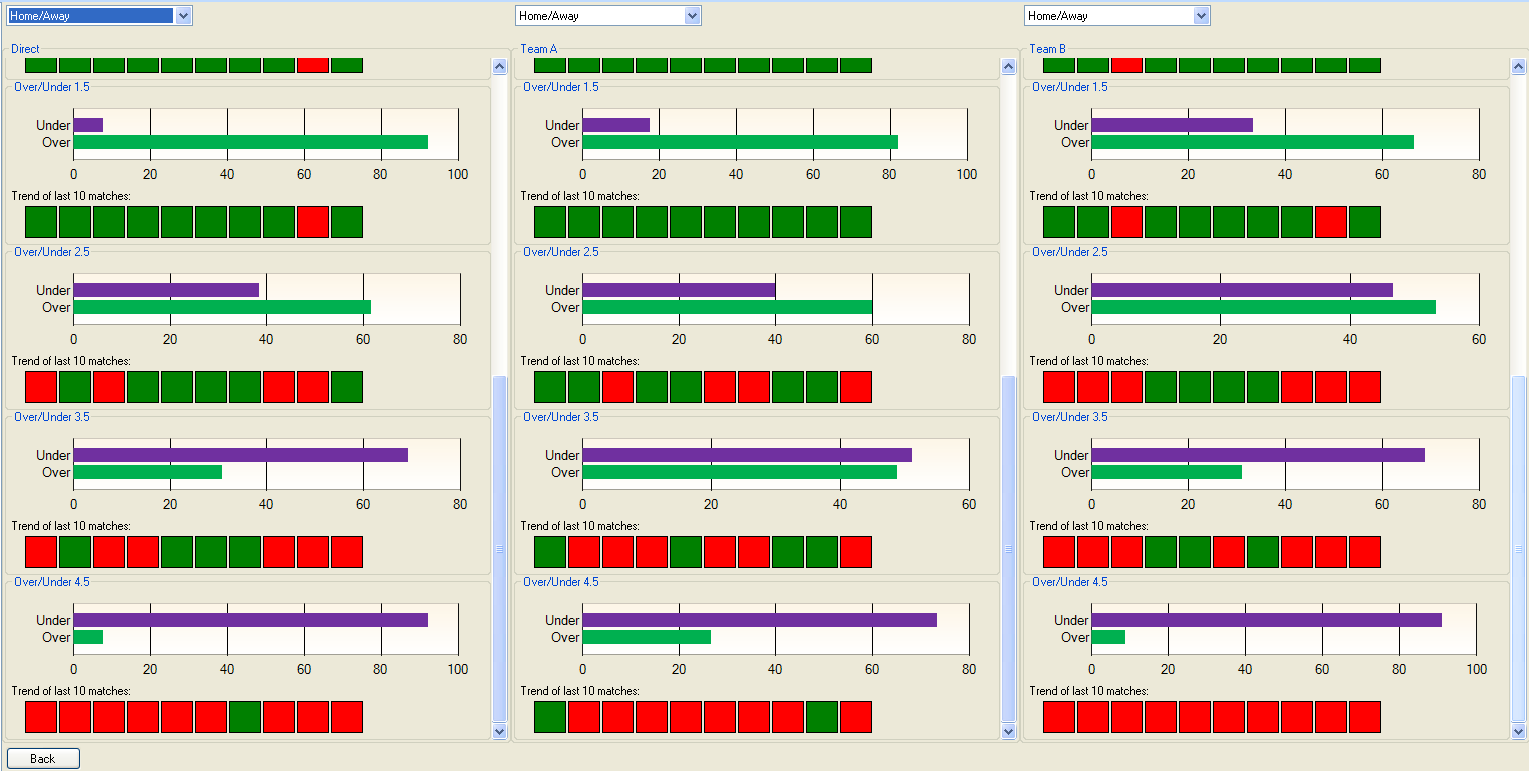 Home/Away
Home/Away
Home/Away
Direct
Team A
Team B
Over/Under 1.5
Under
Over
0 20 40 60 80 100
Trend of last 10 matches:
Over/Under 2.5
Under
Over
0 20 40 60 80
Trend of last 10 matches:
Over/Under 3.5
Under
Over
0 20 40 60 80
Trend of last 10 matches:
Over/Under 4.5
Under
Over
0 20 40 60 80 100
Trend of last 10 matches:
Over/Under 1.5
Under
Over
0 20 40 60 80 100
Trend of last 10 matches:
Over/Under 2.5
Under
Over
0 20 40 60 80
Trend of last 10 matches:
Over/Under 3.5
Under
Over
0 20 40 60
Trend of last 10 matches:
Over/Under 4.5
Under
Over
0 20 40 60 80
Trend of last 10 matches:
Over/Under 1.5
Under
Over
0 20 40 60 80
Trend of last 10 matches:
Over/Under 2.5
Under
Over
0 20 40 60
Trend of last 10 matches:
Over/Under 3.5
Under
Over
0 20 40 60 80
Trend of last 10 matches:
Over/Under 4.5
Under
Over
0 20 40 60 80 100
Trend of last 10 matches:
Back